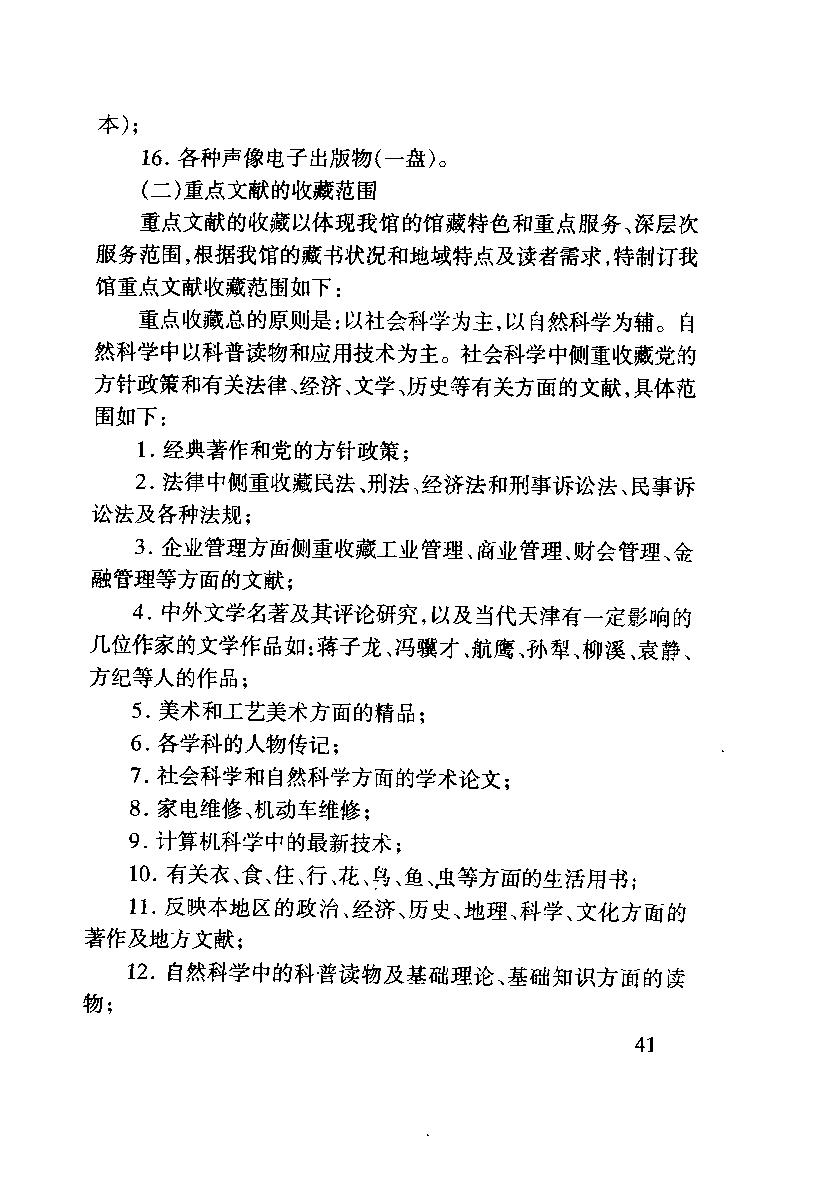 本);
16. 各种声像电子出版物(一盘)。
(二)重点文献的收藏范围
重点文献的收藏以体现我馆的馆藏特色和重点服务、深层次
服务范围,根据我馆的藏书状况和地域特点及读者需求,特制订我
馆重点文献收藏范围如下:
重点收藏总的原则是:以社会科学为主,以自然科学为辅。自
然科学中以科普读物和应用技术为主。社会科学中侧重收藏党的
方针政策和有关法律、经济、文学、历史等有关方面的文献,具体范
围如下:
1. 经典著作和党的方针政策;
2. 法律中侧重收藏民法、刑法、经济法和刑事诉讼法、民事诉
讼法及各种法规;
3. 企业管理方面侧重收藏工业管理、商业管理、财会管理、金
融管理等方面的文献;
4. 中外文学名著及其评论研究,以及当代天津有一定影响的
几位作家的文学作品如:蒋子龙、冯骥才、航鹰、孙犁、柳溪、袁静、
方纪等人的作品;
5. 美术和工艺美术方面的精品;
6. 各学科的人物传记;
7. 社会科学和自然科学方面的学术论文;
8. 家电维修、机动车维修;
9. 计算机科学中的最新技术;
10. 有关衣、食、住、行、花、鸟、鱼、虫等方面的生活用书;
11. 反映本地区的政治、经济、历史、地理、科学、文化方面的
著作及地方文献;
12. 自然科学中的科普读物及基础理论、基础知识方面的读
物;
41